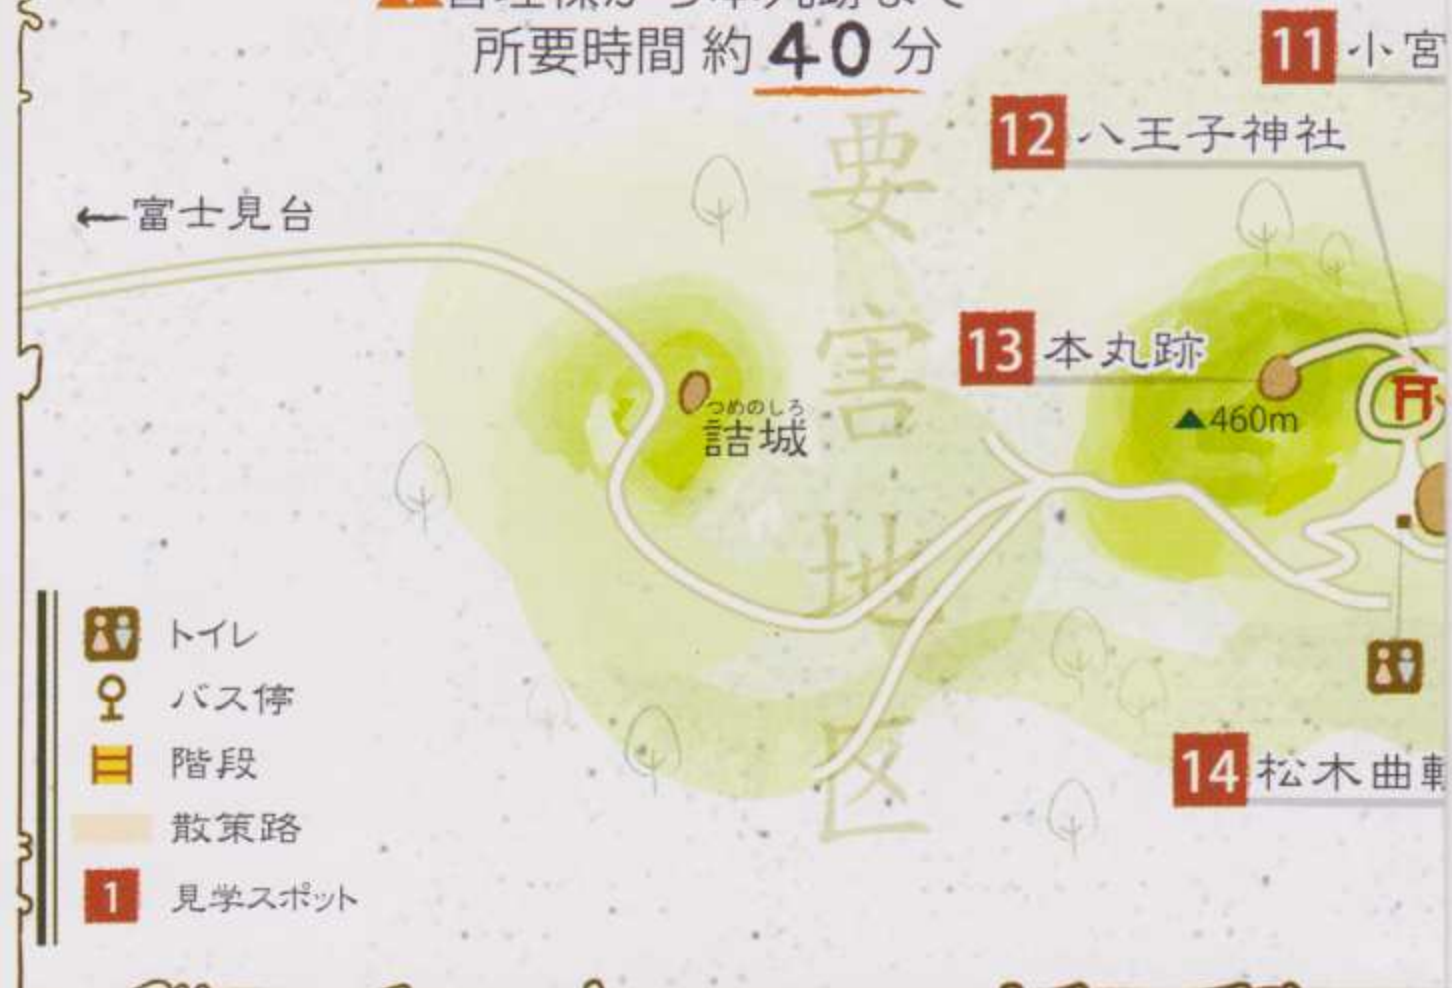 所要時間 約 40 分
11 小宮
12 八王子神社
←富士見台
13 本丸跡
▲460m
つめのしろ
詰城
要害地区
トイレ
バス停
階段
散策路
1 見学スポット
14 松木曲